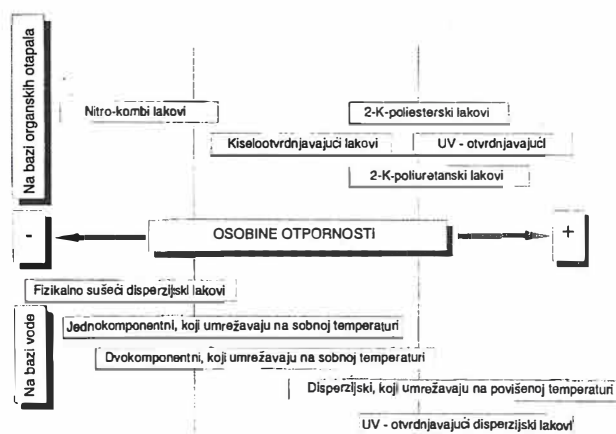 Na bazi organskih otapala
Nitro-kombi lakovi
2-K-poliesterski lakovi
Kiselootvrdnjavajući lakovi
UV - otvrdnjavajućI
2-K-poliuretanski lakovi
-
OSOBINE OTPORNOSTI
+
Na bazi vode
Fizikalno sušeći disperzijski lakovi
Jednokomponentni, koji umrežavaju na sobnoj temperaturi
Dvokomponentni, koji umrežavaju na sobnoj temperaturi
Disperzijski, koji umrežavaju na povišenoj temperaturi
UV - otvrdnjavajući disperzijski lakovi